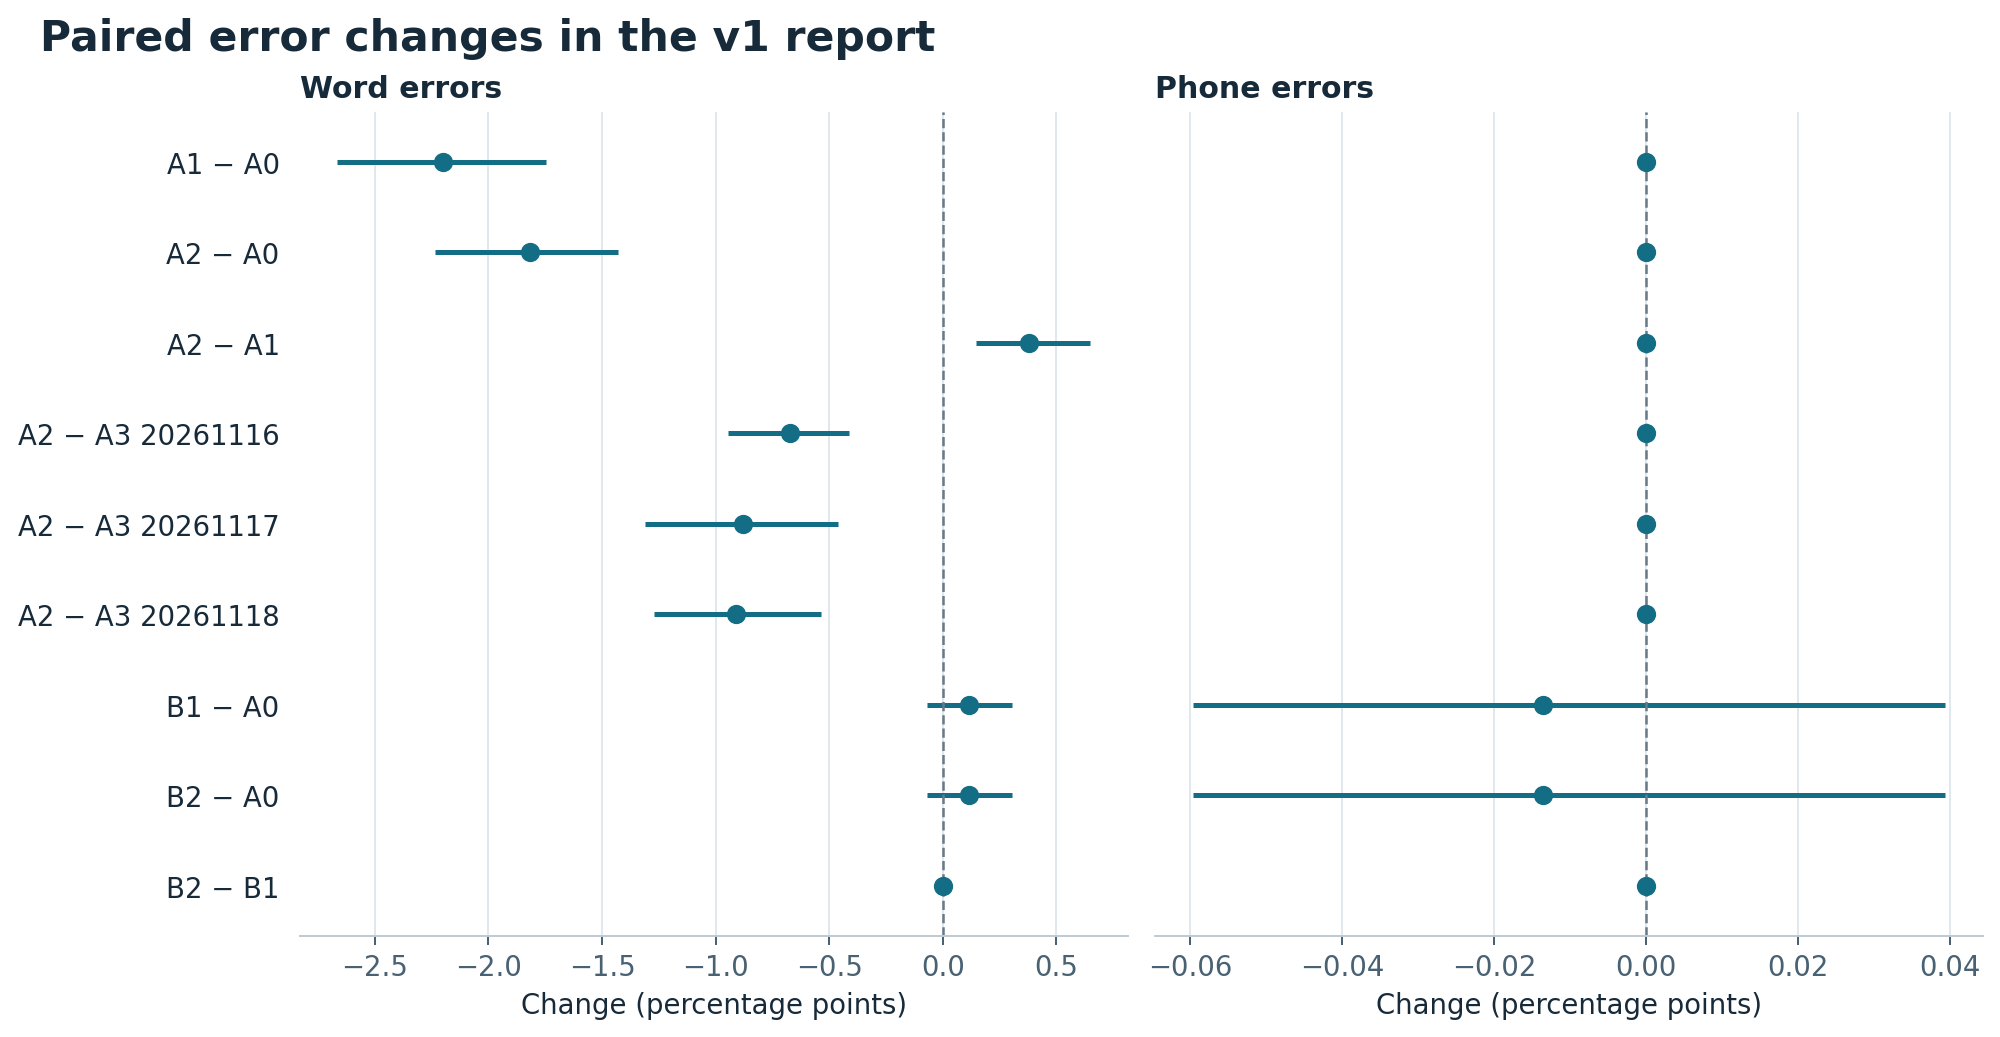 Paired error changes in the v1 report
Word errors
Phone errors
A1 − A0
A2 − A0
A2 − A1
A2 − A3 20261116
A2 − A3 20261117
A2 − A3 20261118
B1 − A0
B2 − A0
B2 − B1
−2.5 −2.0 −1.5 −1.0 −0.5 0.0 0.5
−0.06 −0.04 −0.02 0.00 0.02 0.04
Change (percentage points)
Change (percentage points)